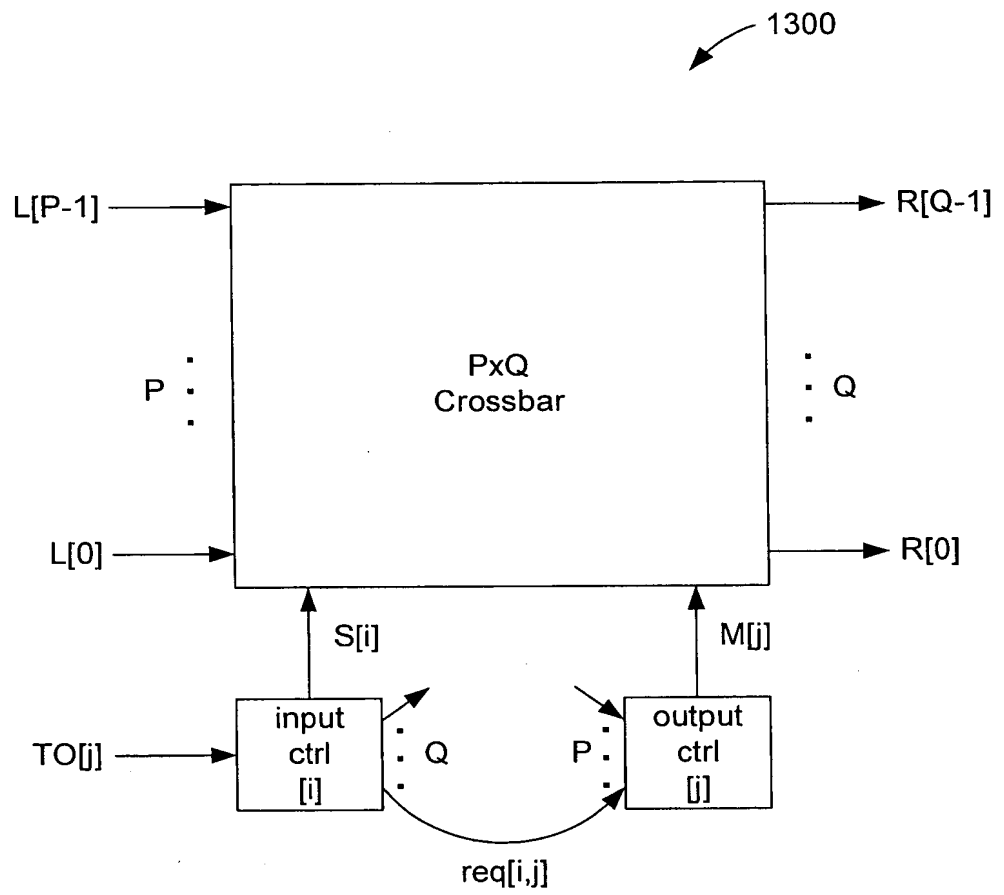 1300
L[P-1]
R[Q-1]
PxQ
Crossbar
P
Q
L[0]
R[0]
S[i]
M[j]
TO[j]
input
ctrl
[i]
Q
P
output
ctrl
[j]
req[i,j]